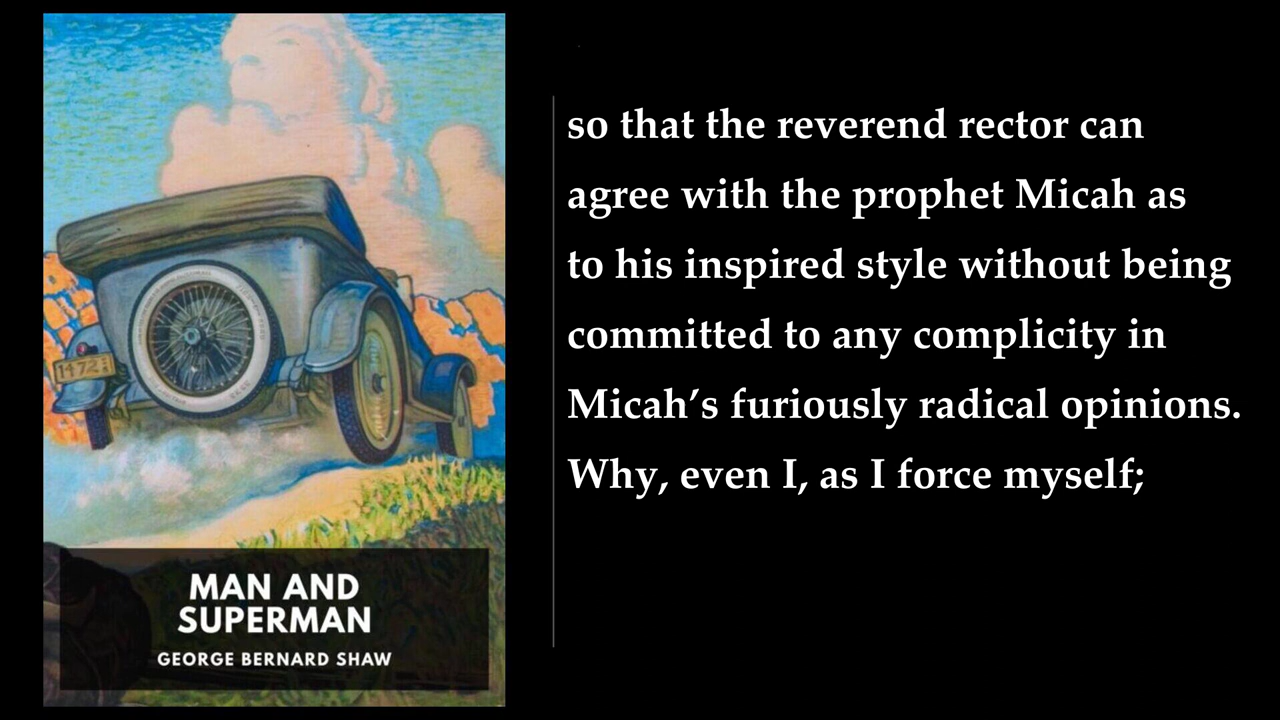 so that the reverend rector can
agree with the prophet Micah as
to his inspired style without being
committed to any complicity in
Micah’s furiously radical opinions.
Why, even I, as I force myself;
1472
MAN AND
SUPERMAN
GEORGE BERNARD SHAW